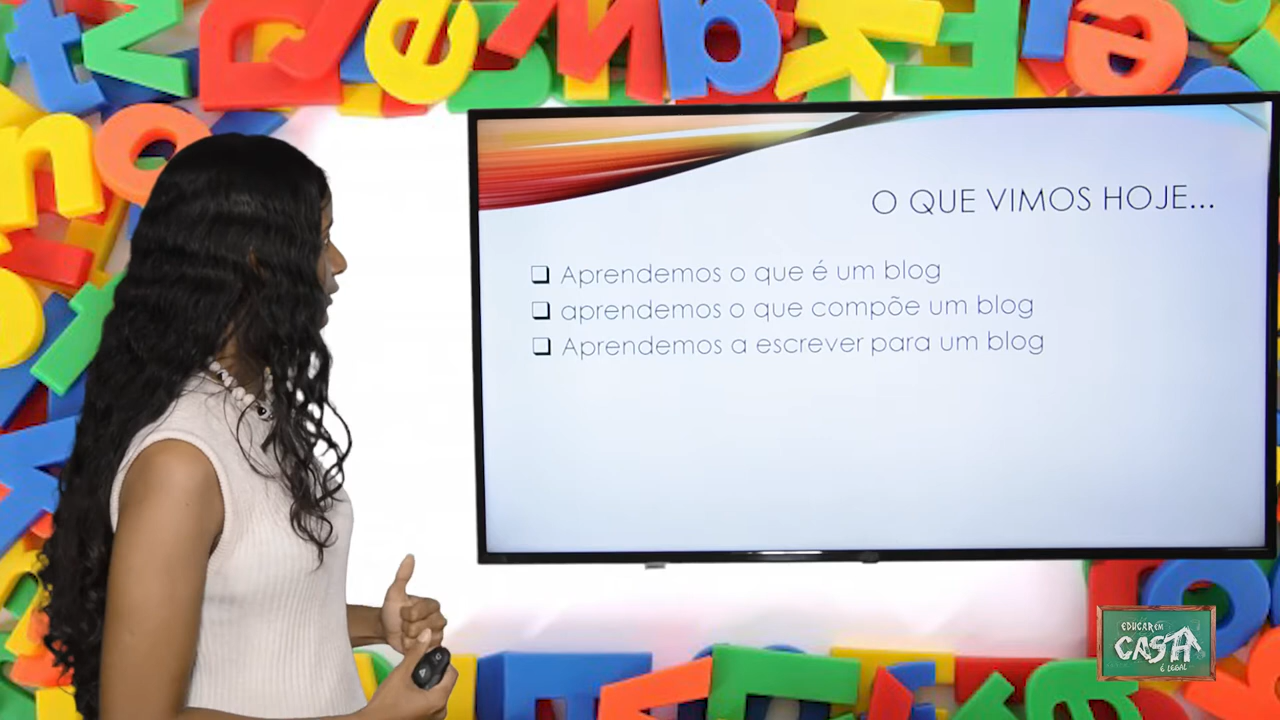 O QUE VIMOS HOJE...
❑ Aprendemos o que é um blog
❑ aprendemos o que compõe um blog
❑ Aprendemos a escrever para um blog
EDUCAR EM
CASA
É LEGAL